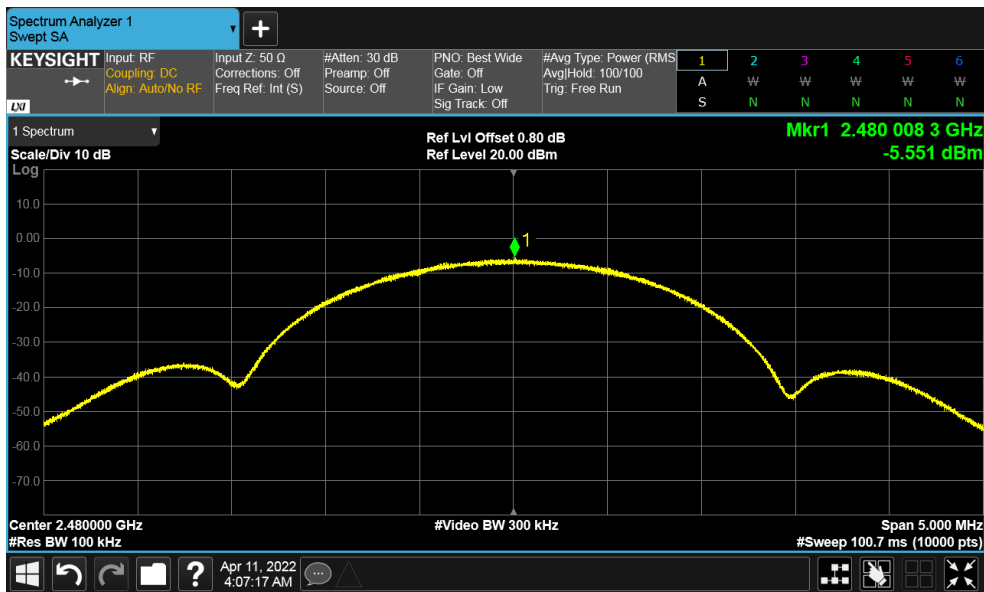 Spectrum Analyzer 1
Swept SA
KEYSIGHT
LXI
Input: RF
Coupling: DC
Align: Auto/No RF
Input Z: 50 Ω
Corrections: Off
Freq Ref: Int (S)
#Atten: 30 dB
Preamp: Off
Source: Off
PNO: Best Wide
Gate: Off
IF Gain: Low
Sig Track: Off
#Avg Type: Power (RMS
Avg|Hold: 100/100
Trig: Free Run
1 2 3 4 5 6
A W W W W W
S N N N N N
1 Spectrum
Scale/Div 10 dB
Ref Lvl Offset 0.80 dB
Ref Level 20.00 dBm
Mkr1 2.480 008 3 GHz
-5.551 dBm
Log
10.0
0.00
1
-10.0
-20.0
-30.0
-40.0
-50.0
-60.0
-70.0
Center 2.480000 GHz
#Res BW 100 kHz
#Video BW 300 kHz
Span 5.000 MHz
#Sweep 100.7 ms (10000 pts)
?
Apr 11, 2022
4:07:17 AM